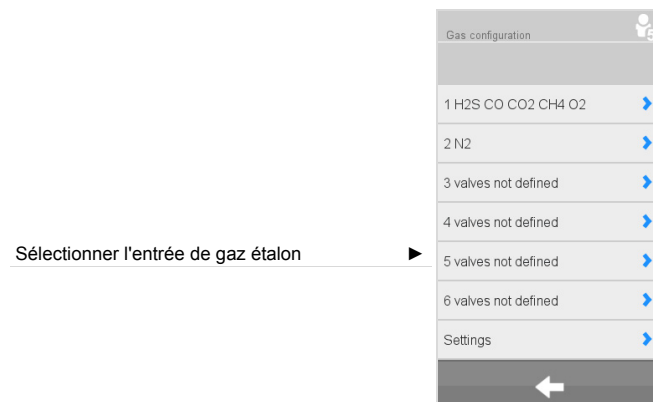 Gas configuration
5
1 H2S CO CO2 CH4 O2
2 N2
3 valves not defined
4 valves not defined
Sélectionner l'entrée de gaz étalon ►
5 valves not defined
6 valves not defined
Settings